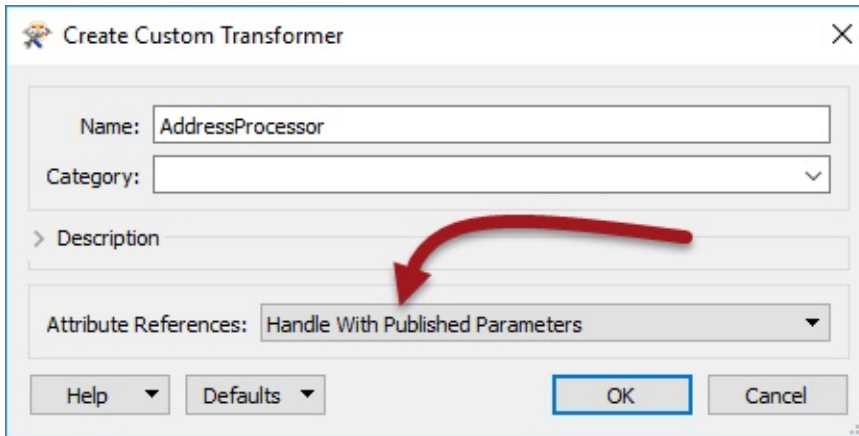 Create Custom Transformer
Name: AddressProcessor
Category:
Description
Attribute References: Handle With Published Parameters
Help Defaults OK Cancel